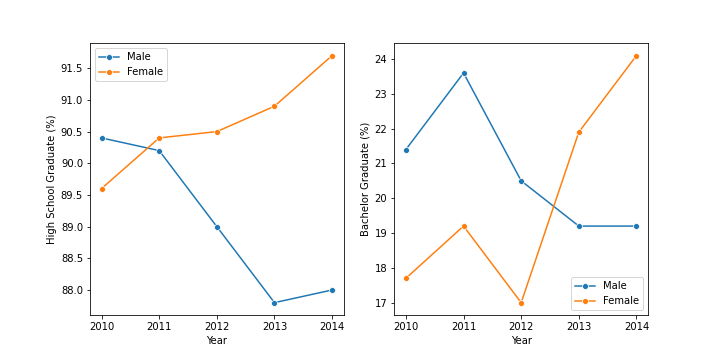 Male
Female
91.5
91.0
90.5
90.0
89.5
89.0
88.5
88.0
High School Graduate (%)
2010 2011 2012 2013 2014
Year
24
23
22
21
20
19
18
17
Bachelor Graduate (%)
Male
Female
2010 2011 2012 2013 2014
Year